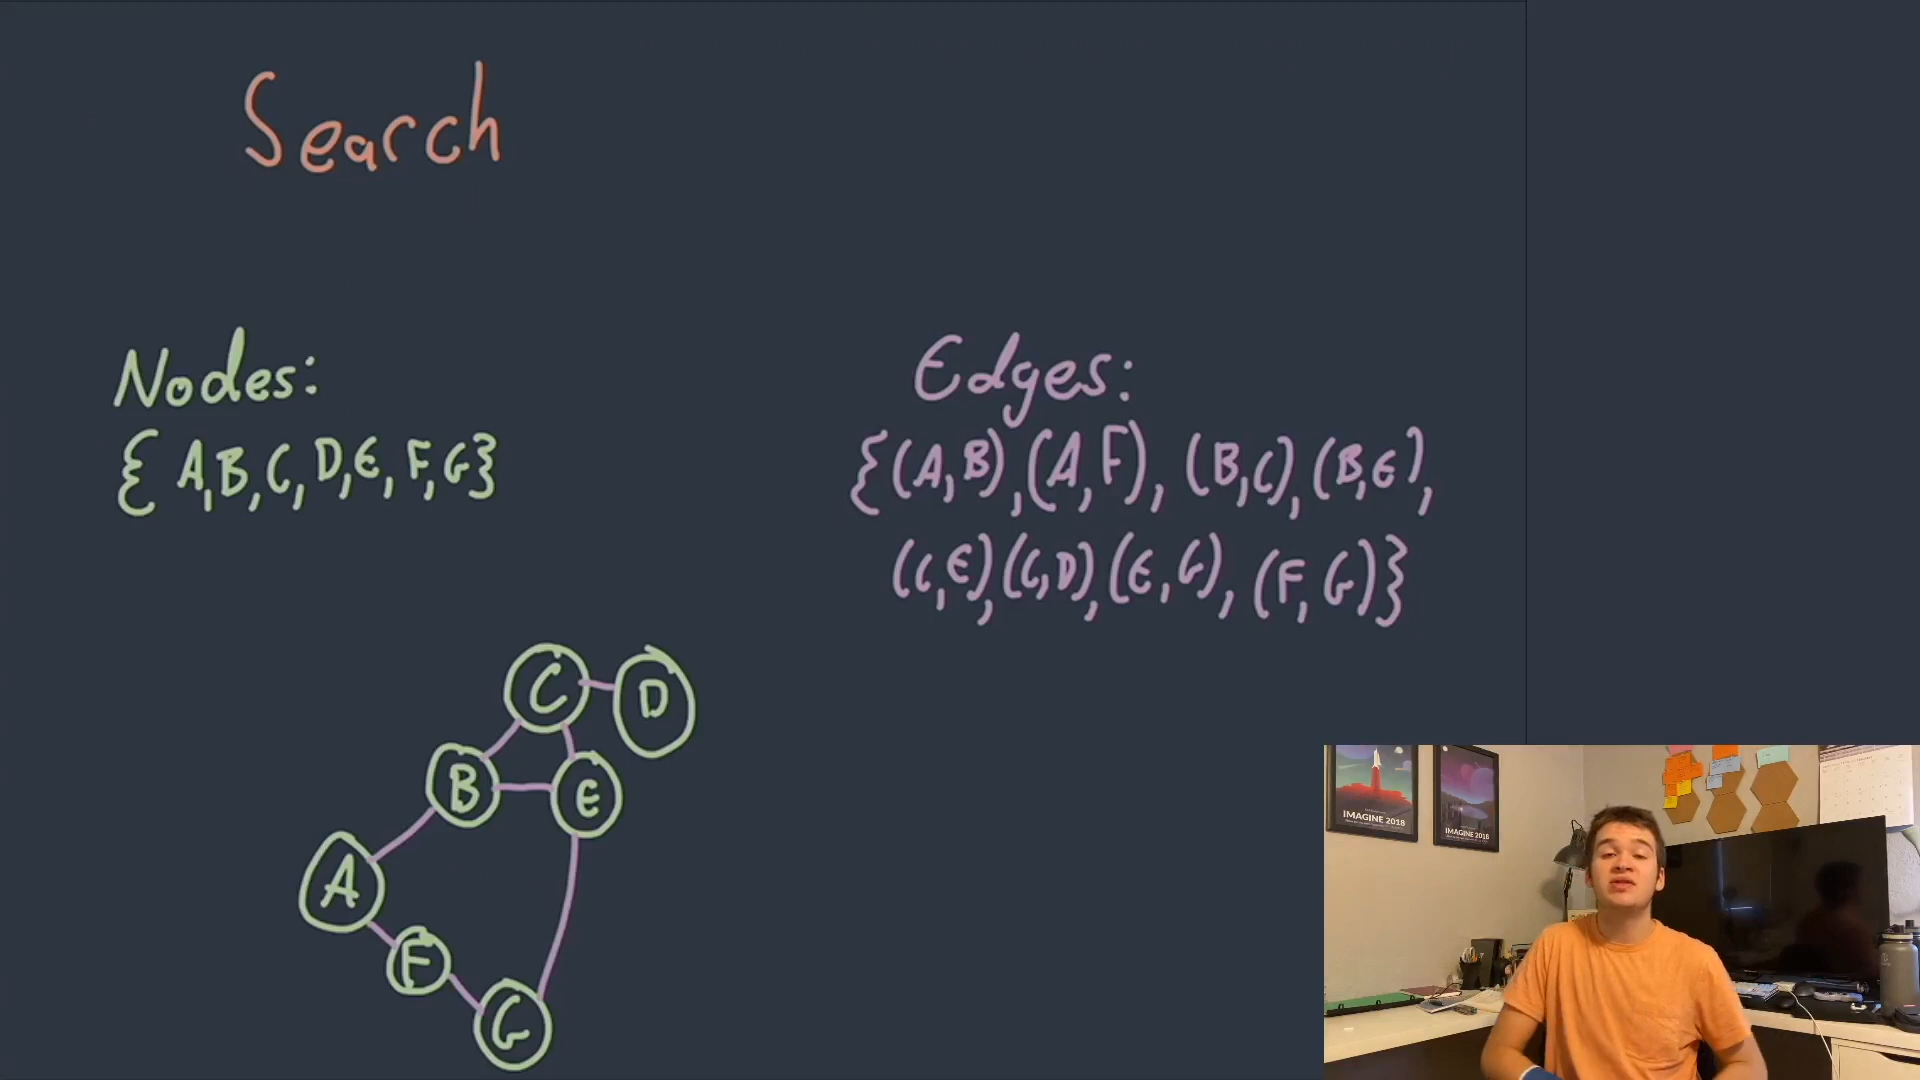 Search
Nodes:
{ A,B,C,D,E,F,G}
Edges:
{(A,B),(A,F),(B,C),(B,E),
(C,E),(C,D),(E,G),(F,G)}
C
D
B
E
A
F
G
IMAGINE 2018
IMAGINE 2018